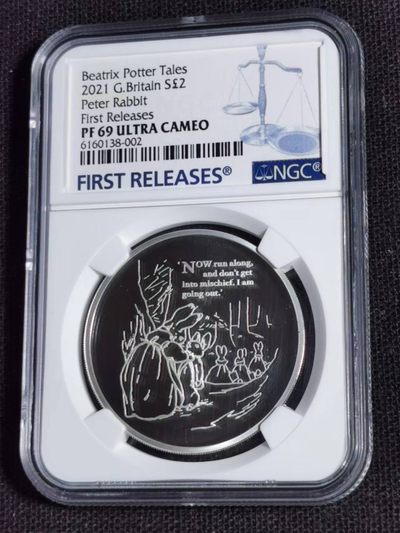 Beatrix Potter Tales
2021 G.Britain S£2
Peter Rabbit
First Releases
PF 69 ULTRA CAMEO
6160138-002
FIRST RELEASES®
NGC®
'NOW run along,
and don't get
into mischief. I am
going out.'